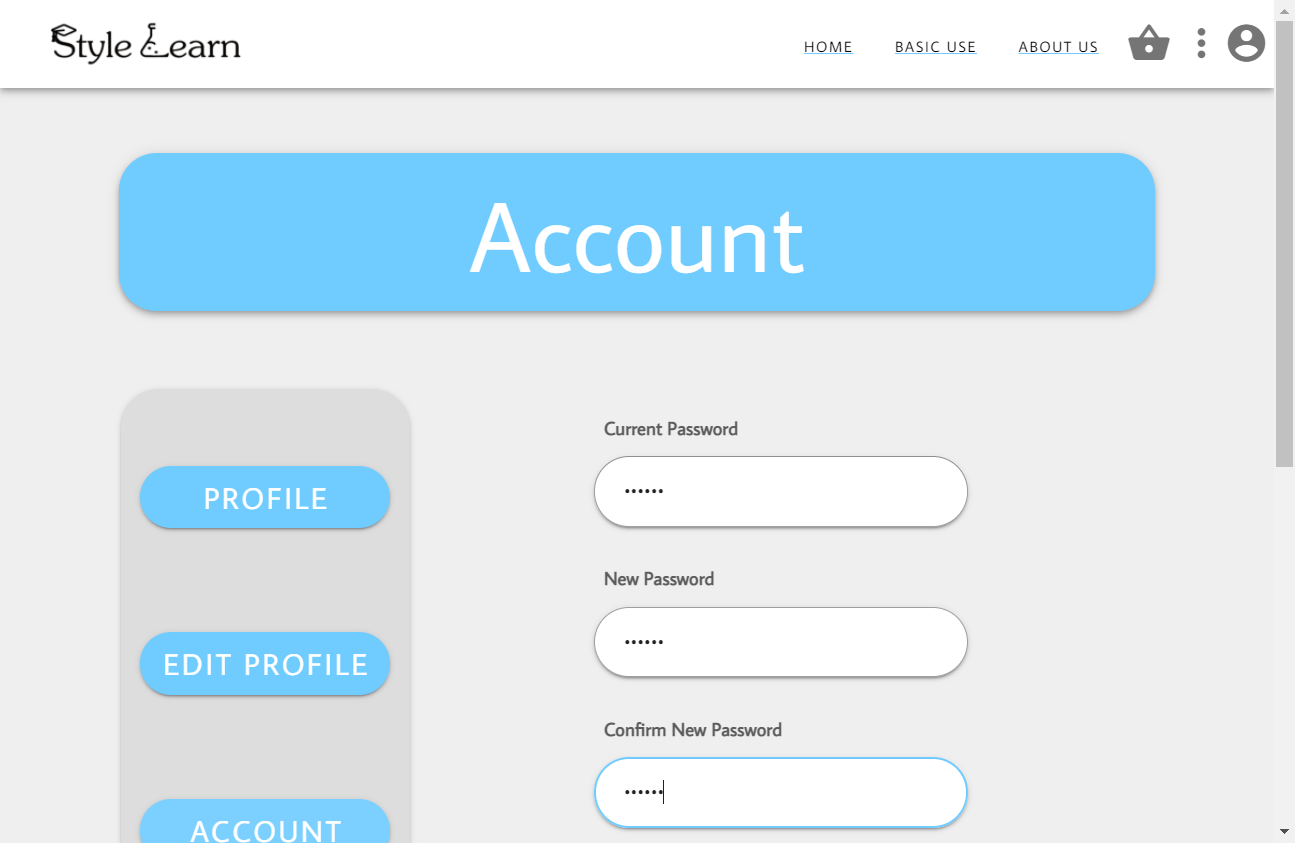 Style Learn
HOME
BASIC USE
ABOUT US
Account
PROFILE
EDIT PROFILE
ACCOUNT
Current Password
••••••
New Password
••••••
Confirm New Password
••••••